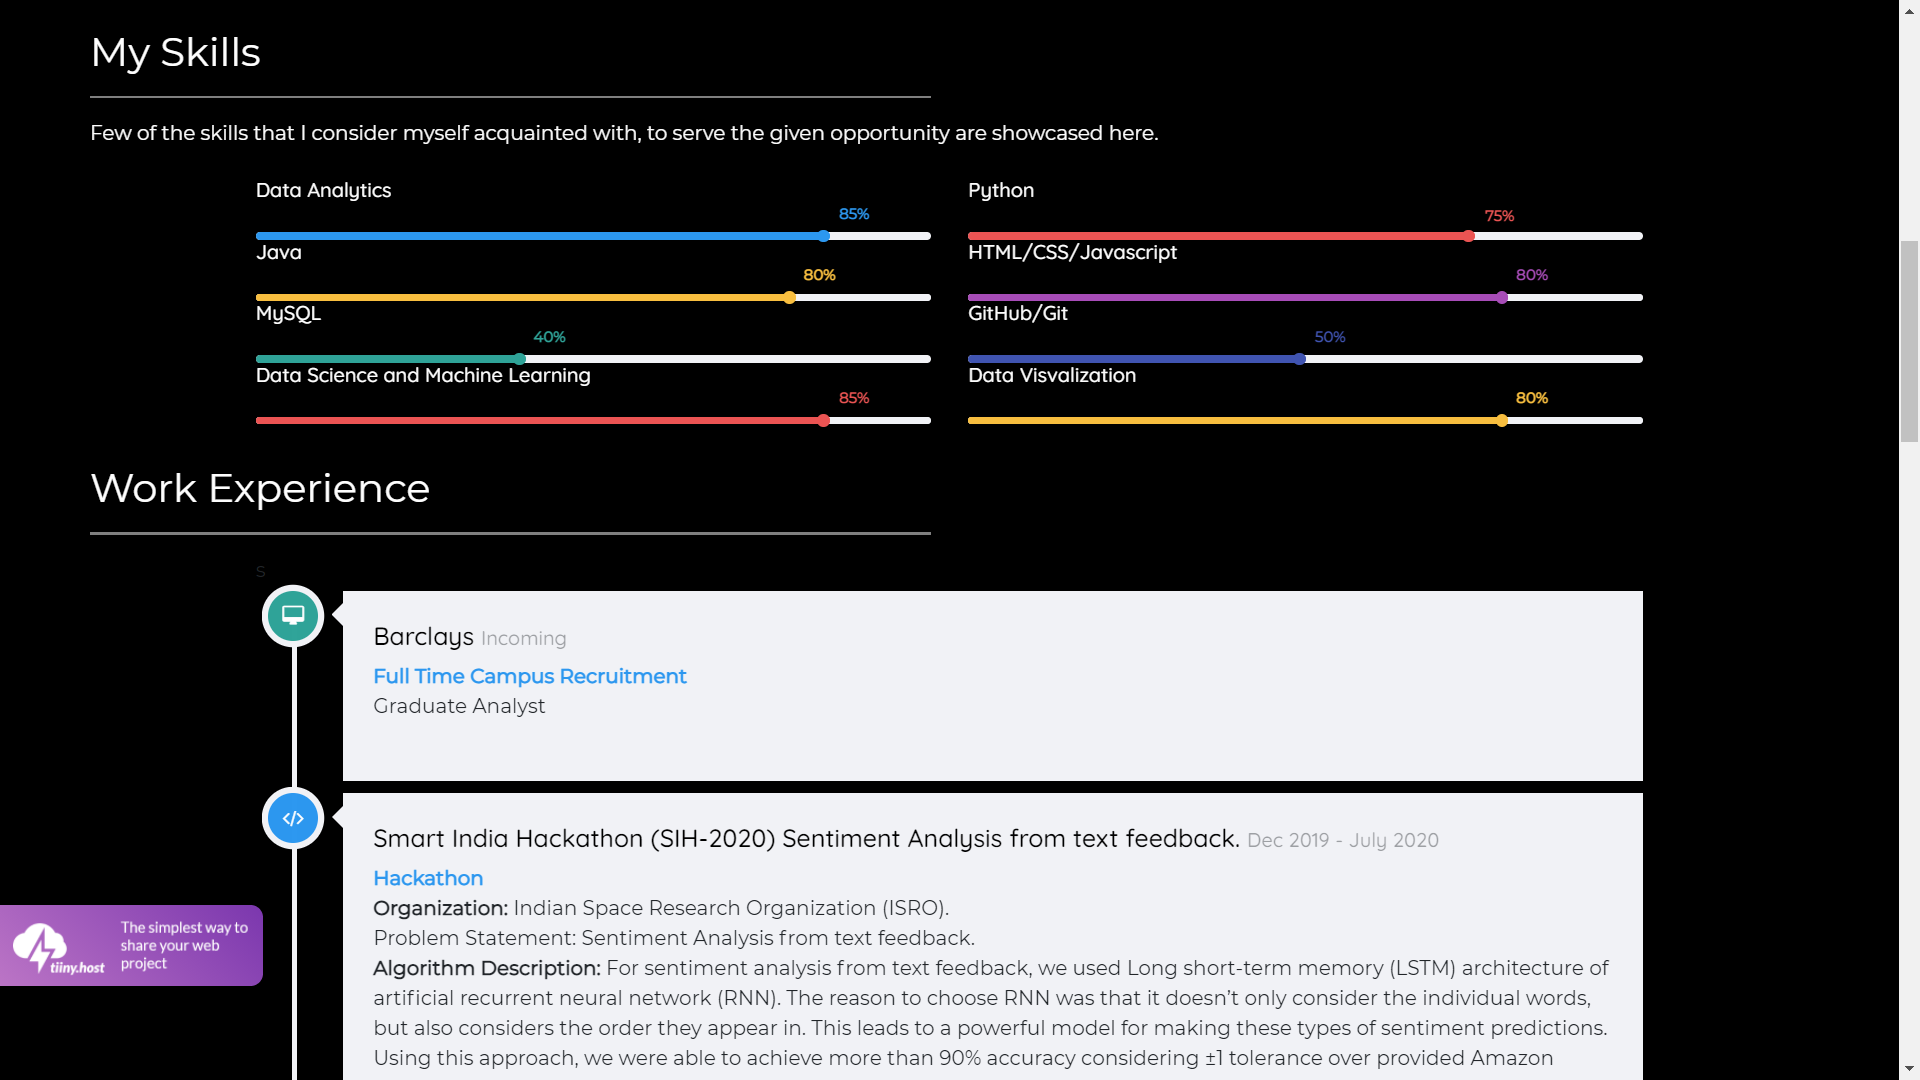 My Skills
Few of the skills that I consider myself acquainted with, to serve the given opportunity are showcased here.
Data Analytics
85%
Python
75%
Java
80%
HTML/CSS/Javascript
80%
MySQL
40%
GitHub/Git
50%
Data Science and Machine Learning
85%
Data Visvalization
80%
Work Experience
s
Barclays Incoming
Full Time Campus Recruitment
Graduate Analyst
Smart India Hackathon (SIH-2020) Sentiment Analysis from text feedback. Dec 2019 - July 2020
Hackathon
Organization: Indian Space Research Organization (ISRO).
Problem Statement: Sentiment Analysis from text feedback.
Algorithm Description: For sentiment analysis from text feedback, we used Long short-term memory (LSTM) architecture of
artificial recurrent neural network (RNN). The reason to choose RNN was that it doesn’t only consider the individual words,
but also considers the order they appear in. This leads to a powerful model for making these types of sentiment predictions.
Using this approach, we were able to achieve more than 90% accuracy considering ±1 tolerance over provided Amazon
tiiny.host
The simplest way to
share your web
project